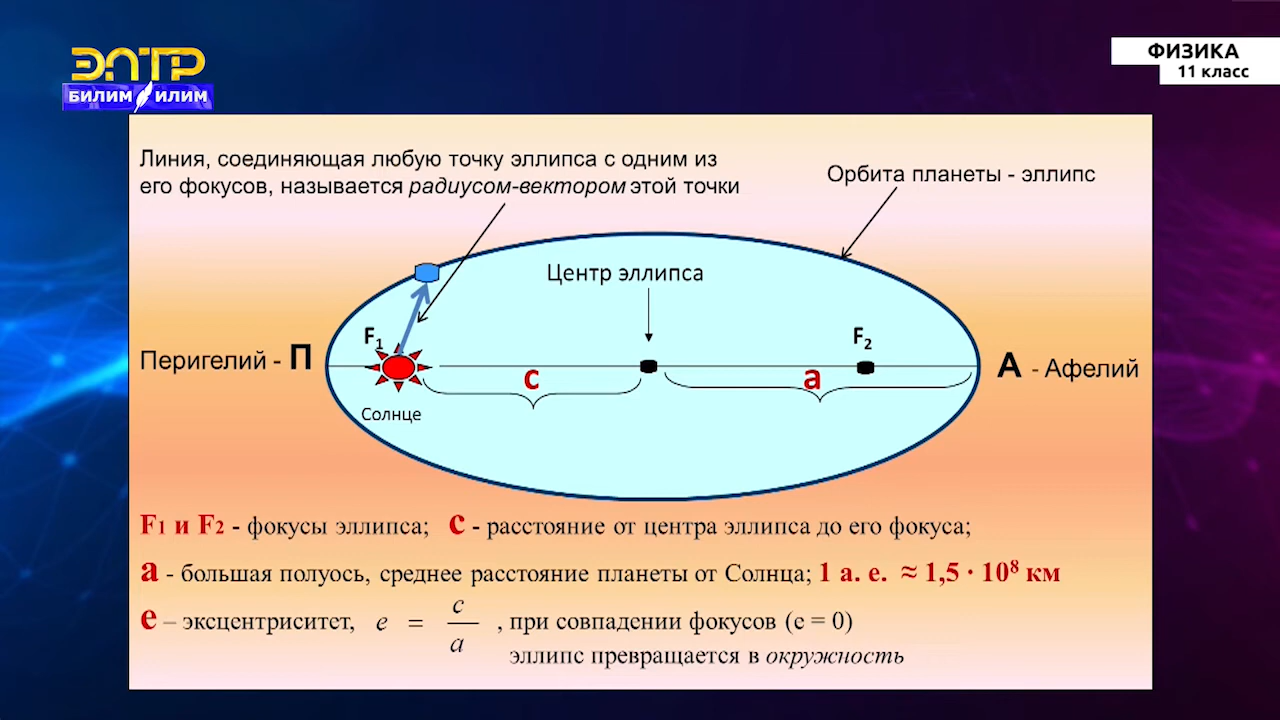 ЭЛТР
БИЛИМ ИЛИМ
ФИЗИКА
11 класс
Линия, соединяющая любую точку эллипса с одним из
его фокусов, называется радиусом-вектором этой точки
Орбита планеты - эллипс
Центр эллипса
F₁
F₂
Перигелий - П
А - Афелий
с
а
Солнце
F1 и F2 - фокусы эллипса; с - расстояние от центра эллипса до его фокуса;
а - большая полуось, среднее расстояние планеты от Солнца; 1 а. е. ≈ 1,5 · 10⁸ км
е – эксцентриситет, e = c/a , при совпадении фокусов (e = 0)
эллипс превращается в окружность